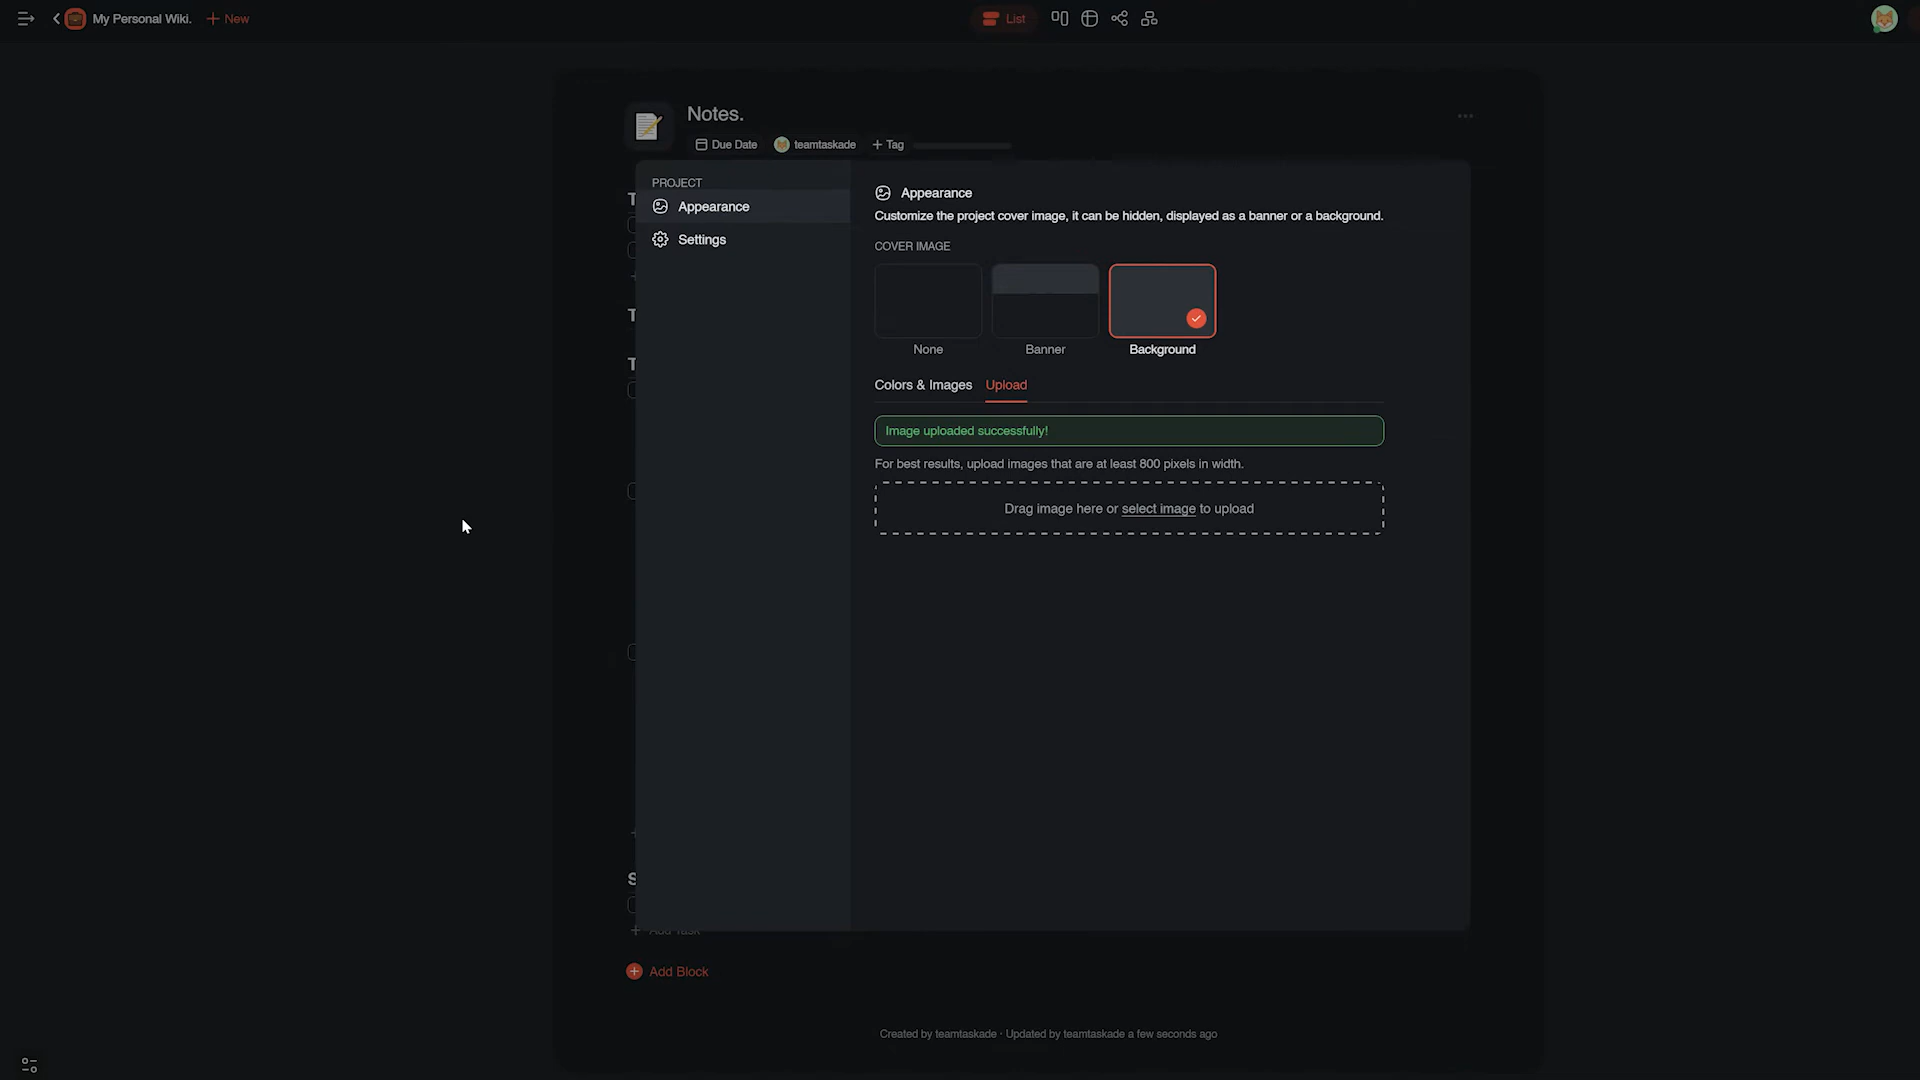 My Personal Wiki.
New
List
Notes.
Due Date
teamtaskade
+ Tag
PROJECT
Appearance
Settings
Appearance
Customize the project cover image, it can be hidden, displayed as a banner or a background.
COVER IMAGE
None
Banner
Background
Colors & Images
Upload
Image uploaded successfully!
For best results, upload images that are at least 800 pixels in width.
Drag image here or select image to upload
T
T
T
S
+ Add Task
Add Block
Created by teamtaskade · Updated by teamtaskade a few seconds ago